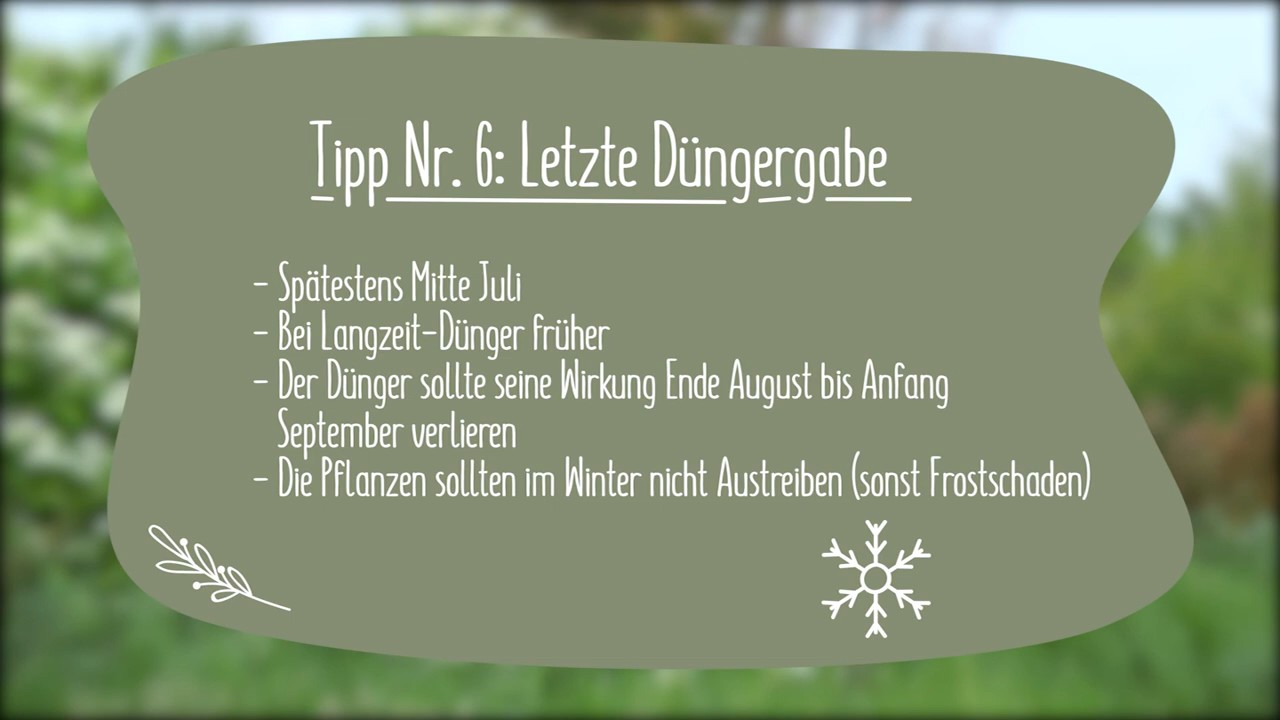 Tipp Nr. 6: Letzte Düngergabe
- Spätestens Mitte Juli
- Bei Langzeit-Dünger früher
- Der Dünger sollte seine Wirkung Ende August bis Anfang
September verlieren
- Die Pflanzen sollten im Winter nicht Austreiben (sonst Frostschaden)